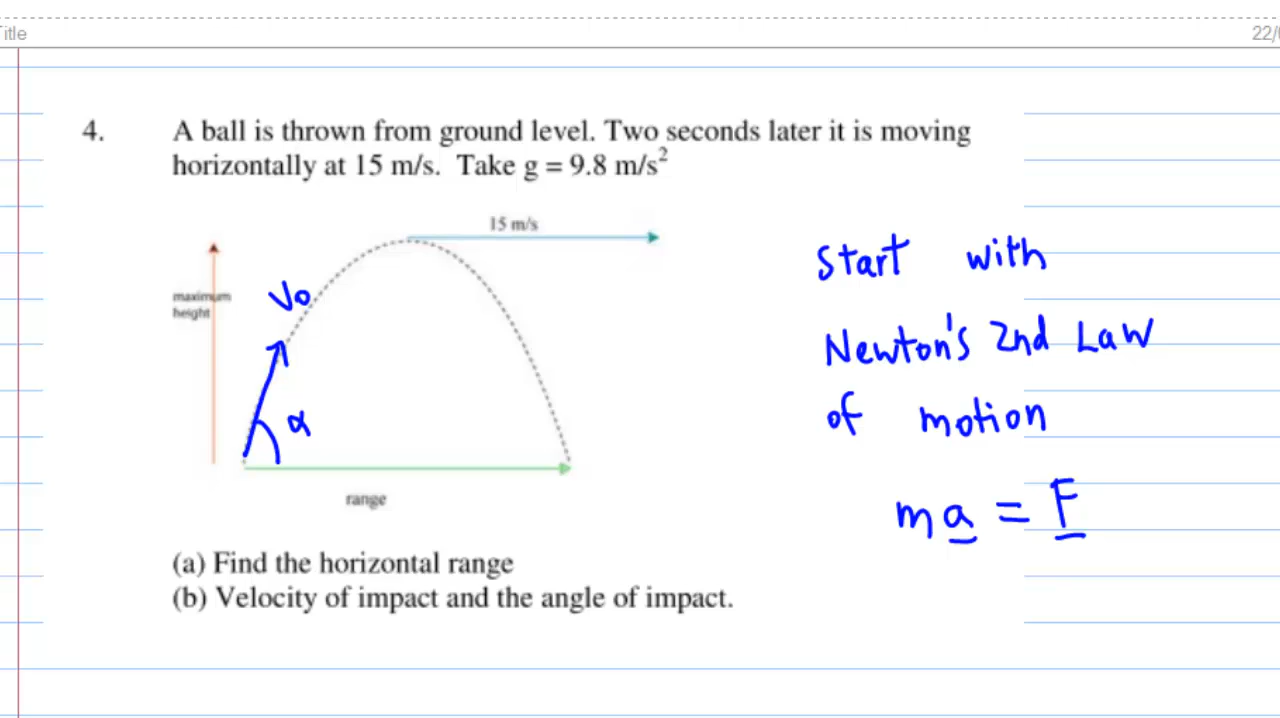 Title
22/
4. A ball is thrown from ground level. Two seconds later it is moving
horizontally at 15 m/s. Take g = 9.8 m/s²
15 m/s
maximum
height
V₀
α
range
Start with
Newton's 2nd Law
of motion
ma = F
(a) Find the horizontal range
(b) Velocity of impact and the angle of impact.